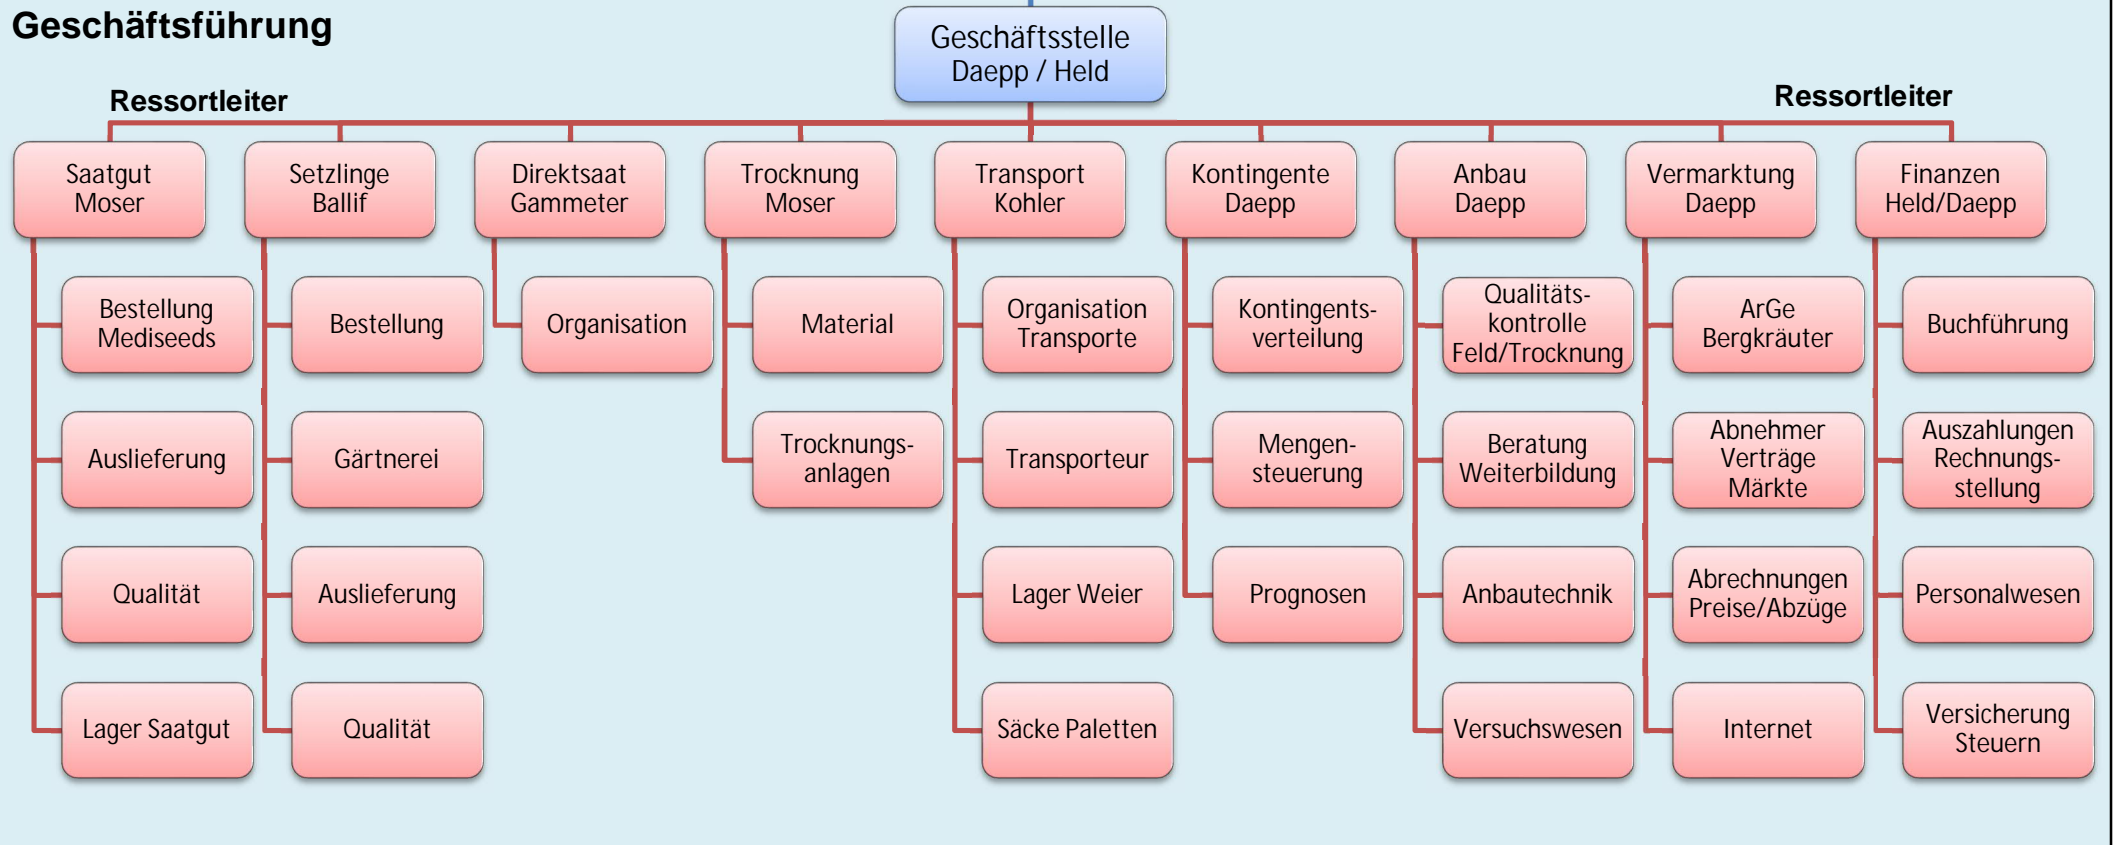 Geschäftsführung
Geschäftsstelle
Daepp / Held
Ressortleiter
Ressortleiter
Saatgut
Moser
Setzlinge
Ballif
Direktsaat
Gammeter
Trocknung
Moser
Transport
Kohler
Kontingente
Daepp
Anbau
Daepp
Vermarktung
Daepp
Finanzen
Held/Daepp
Bestellung
Mediseeds
Bestellung
Organisation
Material
Organisation
Transporte
Kontingents-
verteilung
Qualitäts-
kontrolle
Feld/Trocknung
ArGe
Bergkräuter
Buchführung
Auslieferung
Gärtnerei
Trocknungs-
anlagen
Transporteur
Mengen-
steuerung
Beratung
Weiterbildung
Abnehmer
Verträge
Märkte
Auszahlungen
Rechnungs-
stellung
Qualität
Auslieferung
Lager Weier
Prognosen
Anbautechnik
Abrechnungen
Preise/Abzüge
Personalwesen
Lager Saatgut
Qualität
Säcke Paletten
Versuchswesen
Internet
Versicherung
Steuern